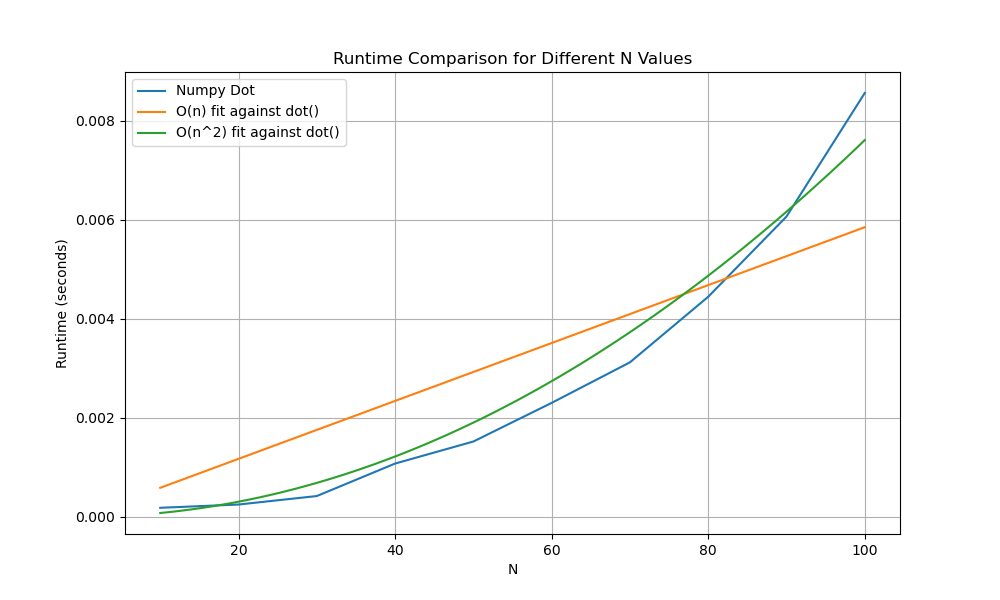 Runtime Comparison for Different N Values
Numpy Dot
O(n) fit against dot()
O(n^2) fit against dot()
Runtime (seconds)
0.008
0.006
0.004
0.002
0.000
20 40 60 80 100
N